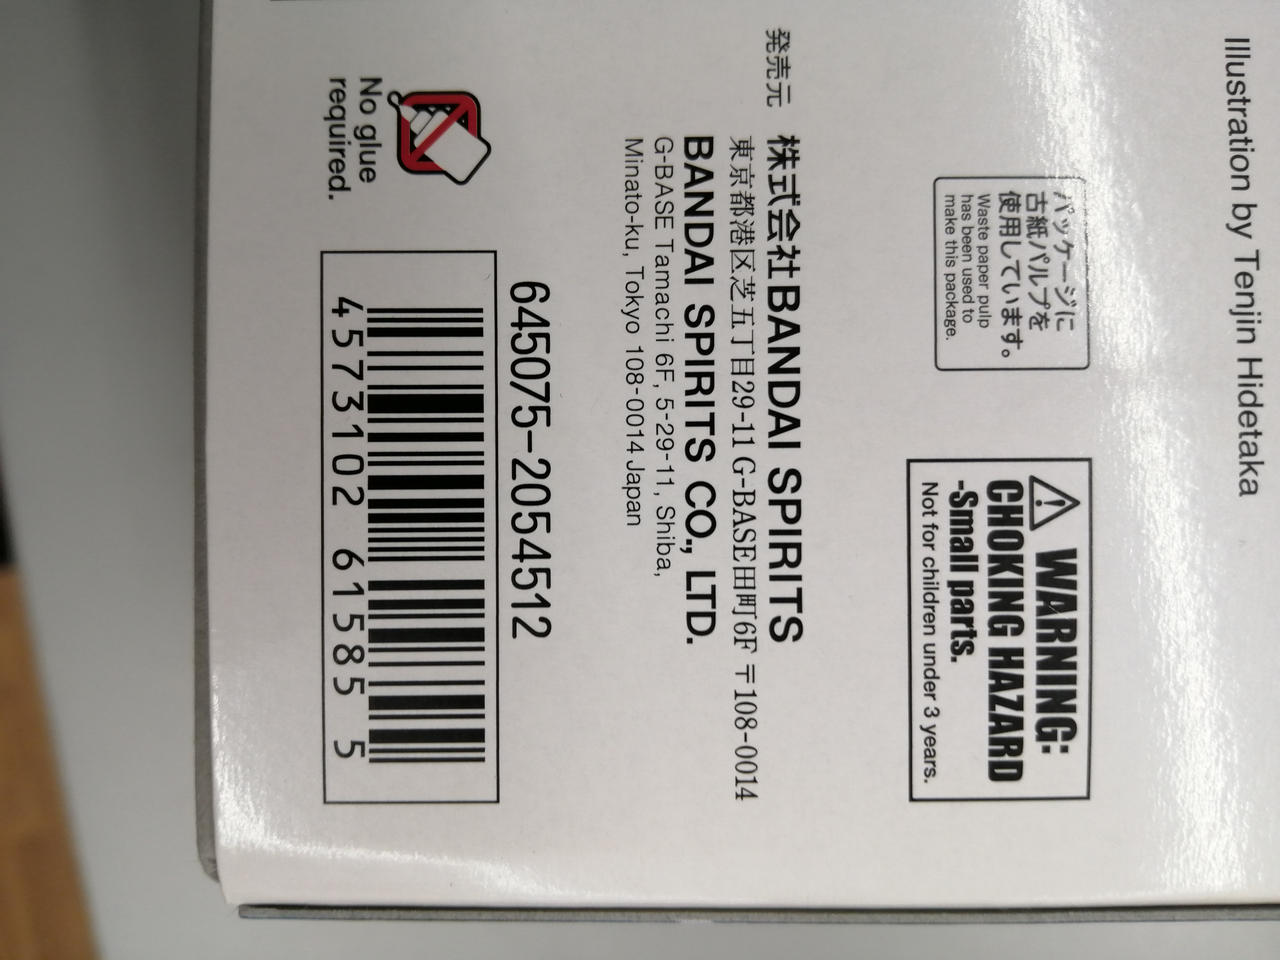 Illustration by Tenjin Hidetaka
パッケージに
古紙パルプを
使用しています。
Waste paper pulp
has been used to
make this package.
WARNING:
CHOKING HAZARD
-Small parts.
Not for children under 3 years.
発売元 株式会社BANDAI SPIRITS
東京都港区芝五丁目29-11 G-BASE田町6F 〒108-0014
BANDAI SPIRITS CO., LTD.
G-BASE Tamachi 6F, 5-29-11, Shiba,
Minato-ku, Tokyo 108-0014 Japan
No glue
required.
645075-2054512
4573102 61585 5